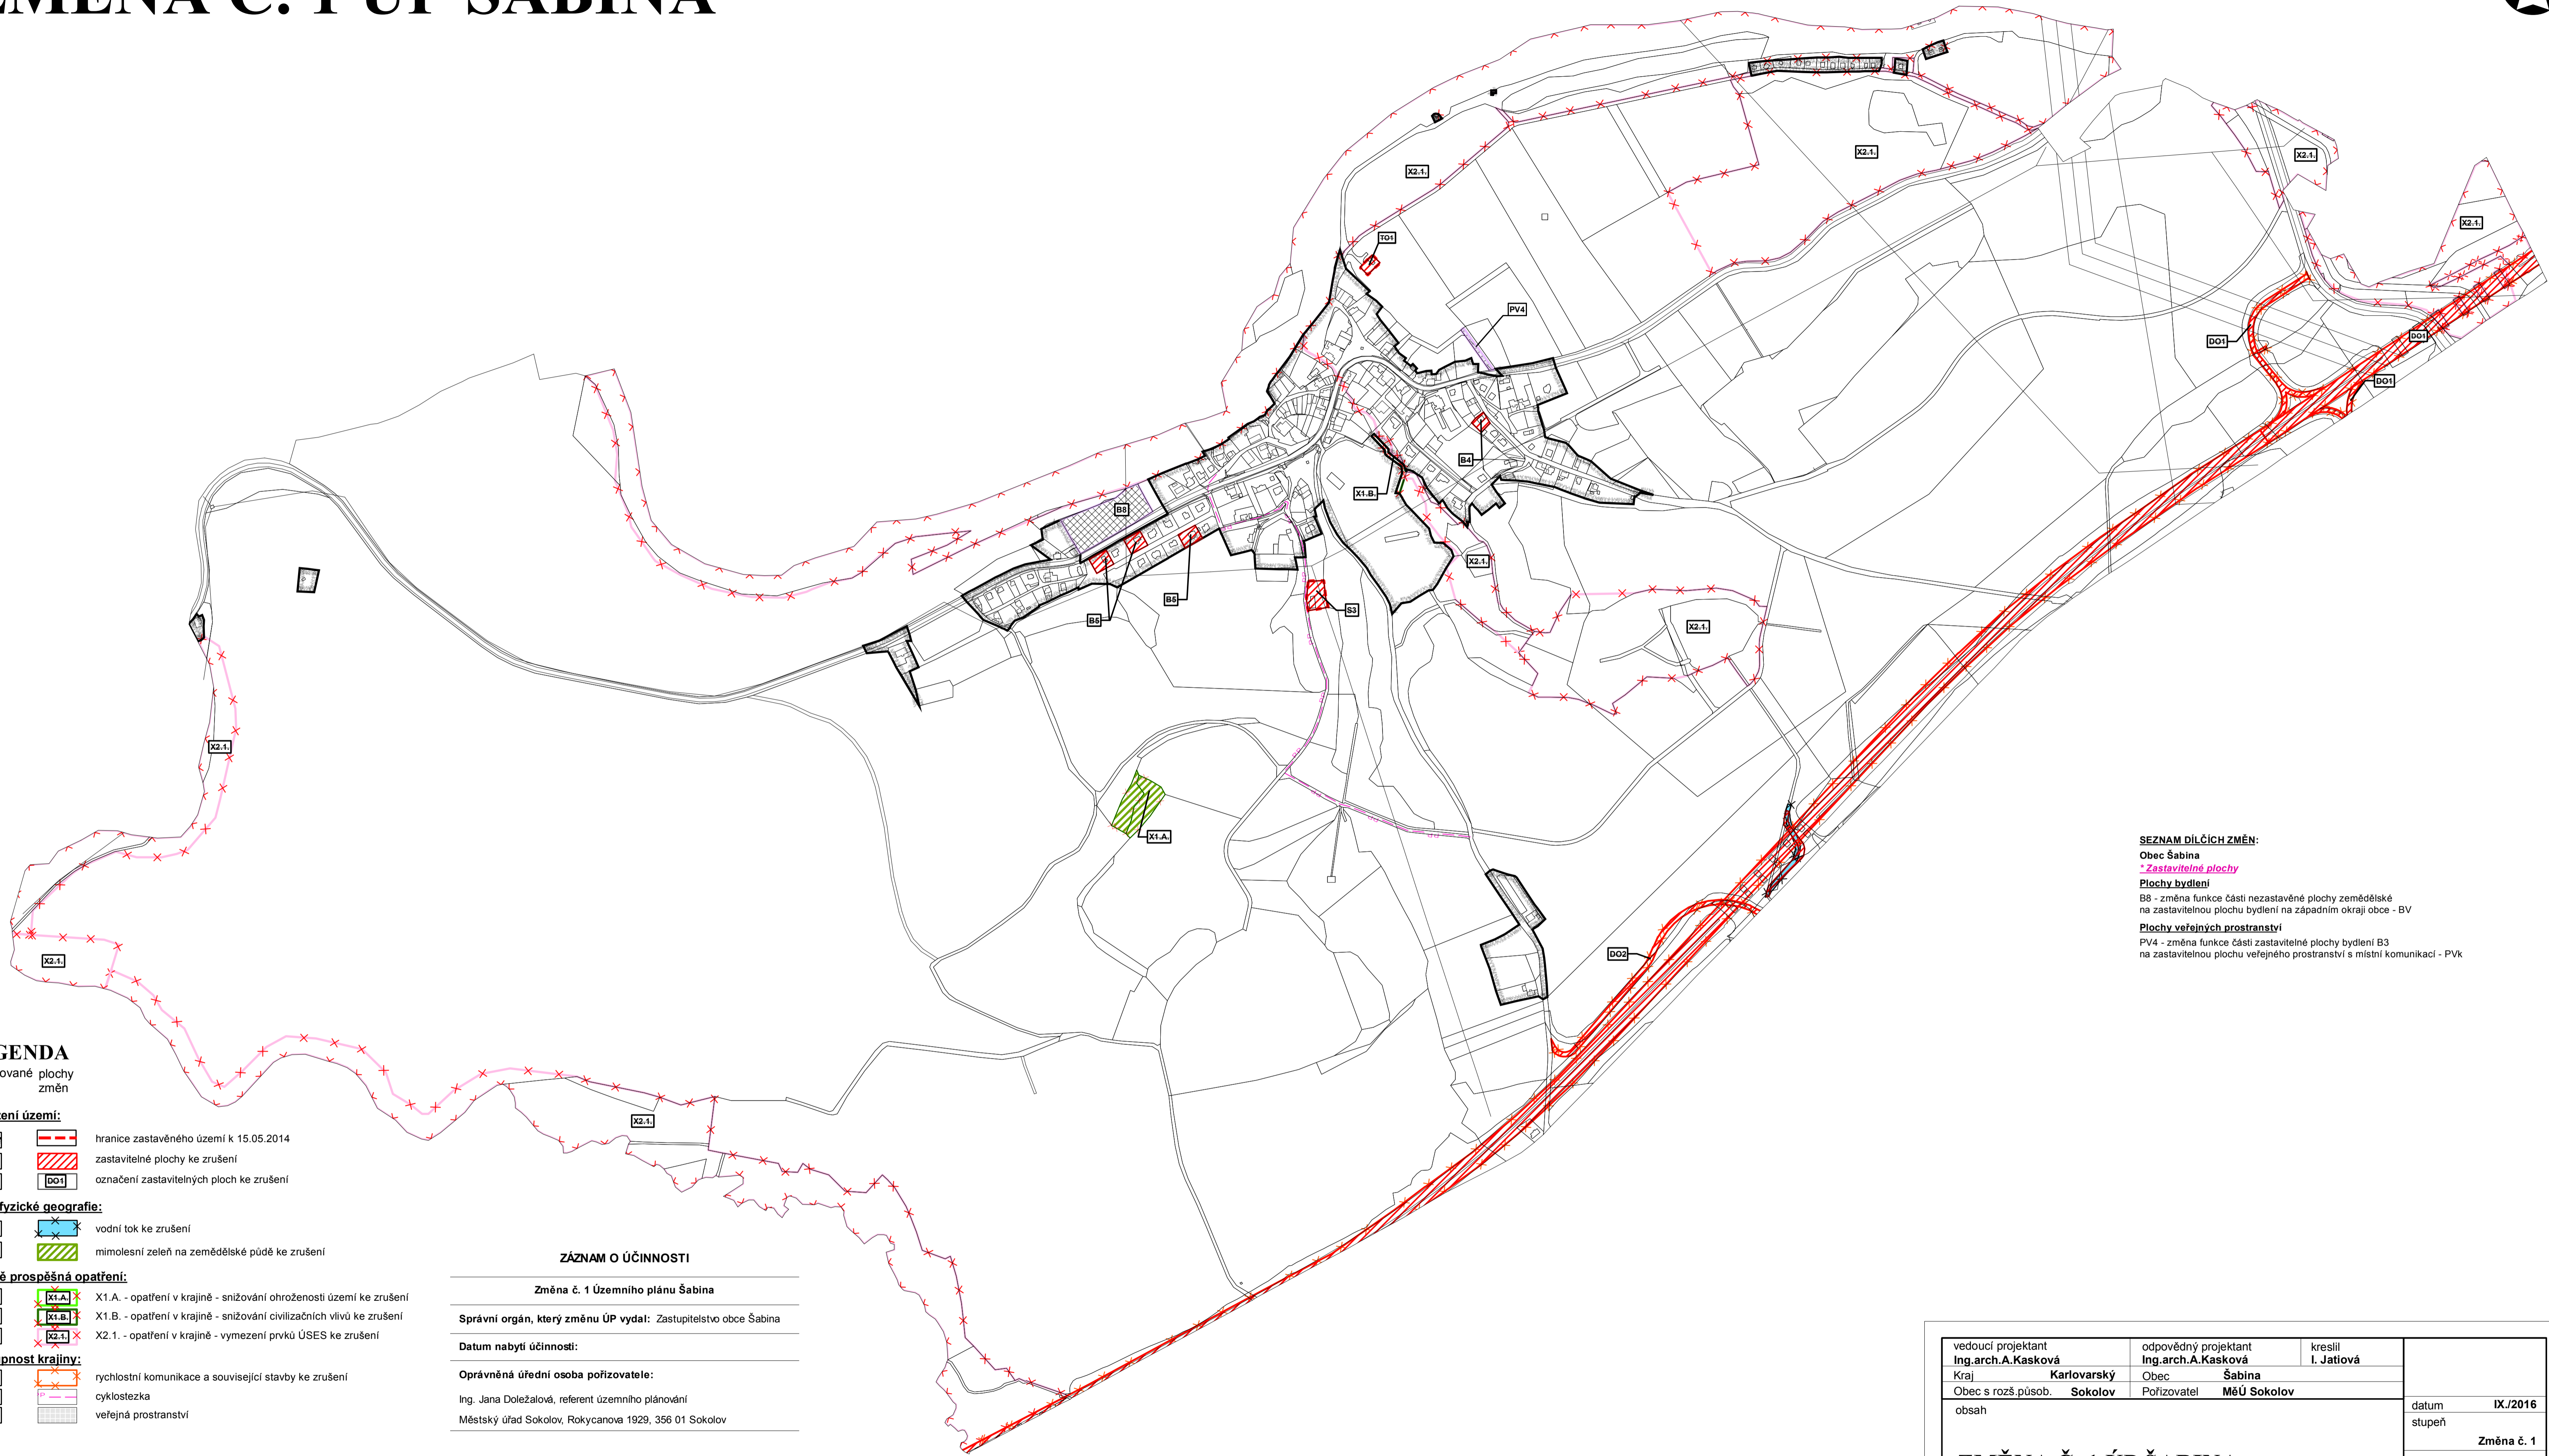 ZMĚNA Č. 1 ÚP ŠABINA
X2.1.
X2.1.
X2.1.
X2.1.
TO1
PV4
DO1
DO1
DO1
B4
X1.B.
B8
X2.1.
B5
B5
S3
X2.1.
X2.1.
X1.A.
DO2
X2.1.
X2.1.
SEZNAM DÍLČÍCH ZMĚN:
Obec Šabina
* Zastavitelné plochy
Plochy bydlení
B8 - změna funkce části nezastavěné plochy zemědělské
na zastavitelnou plochu bydlení na západním okraji obce - BV
Plochy veřejných prostranství
PV4 - změna funkce části zastavitelné plochy bydlení B3
na zastavitelnou plochu veřejného prostranství s místní komunikací - PVk
GENDA
ované plochy
změn
ení území:
hranice zastavěného území k 15.05.2014
zastavitelné plochy ke zrušení
DO1 označení zastavitelných ploch ke zrušení
fyzické geografie:
vodní tok ke zrušení
mimolesní zeleň na zemědělské půdě ke zrušení
ě prospěšná opatření:
X1.A. X1.A. - opatření v krajině - snižování ohroženosti území ke zrušení
X1.B. X1.B. - opatření v krajině - snižování civilizačních vlivů ke zrušení
X2.1. X2.1. - opatření v krajině - vymezení prvků ÚSES ke zrušení
upnost krajiny:
rychlostní komunikace a související stavby ke zrušení
cyklostezka
veřejná prostranství
ZÁZNAM O ÚČINNOSTI
Změna č. 1 Územního plánu Šabina
Správní orgán, který změnu ÚP vydal: Zastupitelstvo obce Šabina
Datum nabytí účinnosti:
Oprávněná úřední osoba pořizovatele:
Ing. Jana Doležalová, referent územního plánování
Městský úřad Sokolov, Rokycanova 1929, 356 01 Sokolov
vedoucí projektant odpovědný projektant kreslil
Ing.arch.A.Kasková Ing.arch.A.Kasková I. Jatiová
Kraj Karlovarský Obec Šabina
Obec s rozš.působ. Sokolov Pořizovatel MěÚ Sokolov
obsah
datum IX./2016
stupeň
Změna č. 1
ZMĚNA Č. 1 ÚP ŠABINA